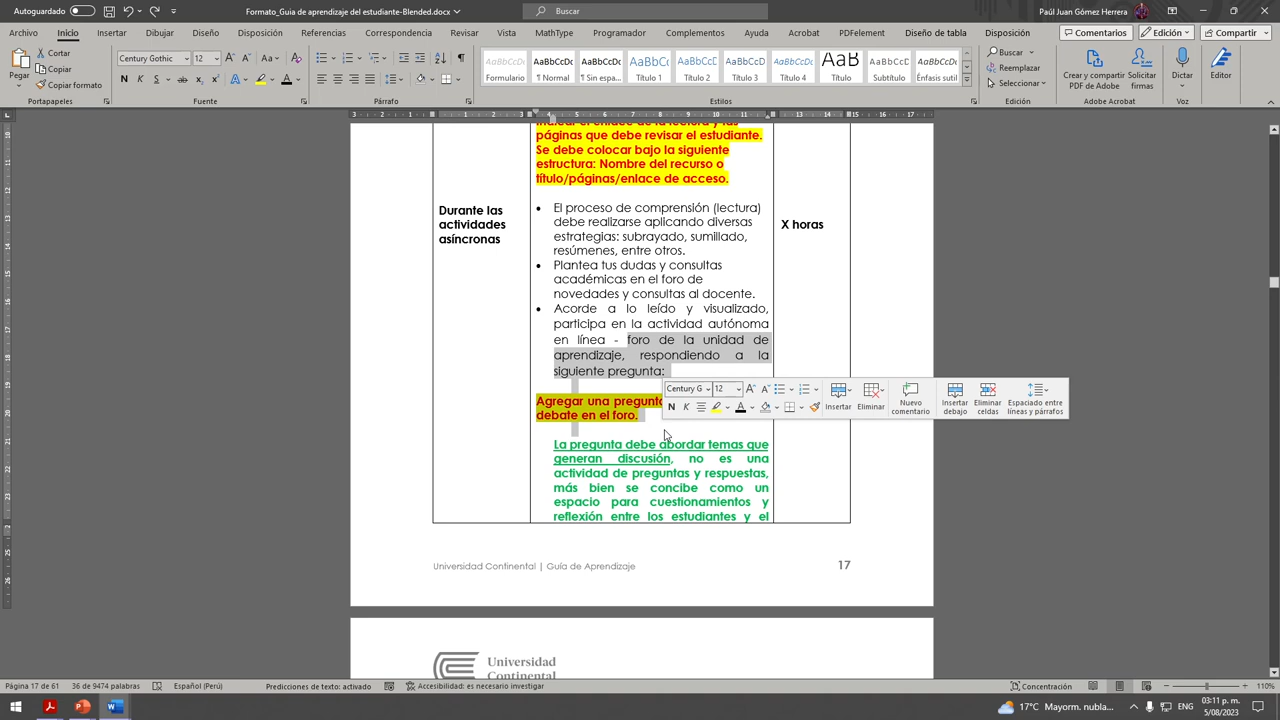 Autoguardado
Formato_Guía de aprendizaje del estudiante-Blended.docx
Buscar
Paúl Juan Gómez Herrera
Archivo Inicio Insertar Dibujar Diseño Disposición Referencias Correspondencia Revisar Vista MathType Programador Complementos Ayuda Acrobat PDFelement Diseño de tabla Disposición
Comentarios Edición Compartir
Pegar
Cortar
Copiar
Copiar formato
Portapapeles
Century Gothic 12
Fuente
Párrafo
Formulario ¶ Normal ¶ Sin espa... Título 1 Título 2 Título 3 Título 4 Título Subtítulo Énfasis sutil
Estilos
Buscar
Reemplazar
Seleccionar
Edición
Crear y compartir PDF de Adobe
Solicitar firmas
Adobe Acrobat
Dictar
Voz
Editor
Editor
páginas que debe revisar el estudiante.
Se debe colocar bajo la siguiente
estructura: Nombre del recurso o
título/páginas/enlace de acceso.
Durante las
actividades
asíncronas
• El proceso de comprensión (lectura)
debe realizarse aplicando diversas
estrategias: subrayado, sumillado,
resúmenes, entre otros.
• Plantea tus dudas y consultas
académicas en el foro de
novedades y consultas al docente.
• Acorde a lo leído y visualizado,
participa en la actividad autónoma
en línea - foro de la unidad de
aprendizaje, respondiendo a la
siguiente pregunta:
X horas
Agregar una pregunta
debate en el foro.
Century G 12
N K
Insertar
Eliminar
Nuevo comentario
Insertar debajo
Eliminar celdas
Espaciado entre líneas y párrafos
La pregunta debe abordar temas que
generan discusión, no es una
actividad de preguntas y respuestas,
más bien se concibe como un
espacio para cuestionamientos y
reflexión entre los estudiantes y el
Universidad Continental | Guía de Aprendizaje
17
Universidad
Continental
Página 17 de 61
36 de 9474 palabras
Español (Perú)
Predicciones de texto: activado
Accesibilidad: es necesario investigar
Concentración
110%
17°C Mayorm. nubla...
03:11 p. m.
5/08/2023